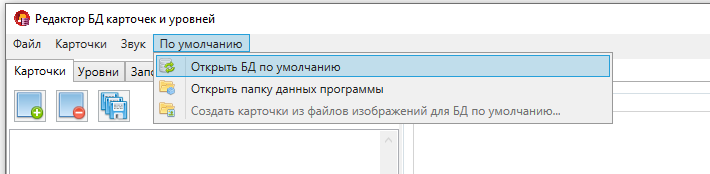 Редактор БД карточек и уровней
Файл Карточки Звук По умолчанию
Открыть БД по умолчанию
Карточки Уровни Запо
Открыть папку данных программы
Создать карточки из файлов изображений для БД по умолчанию...